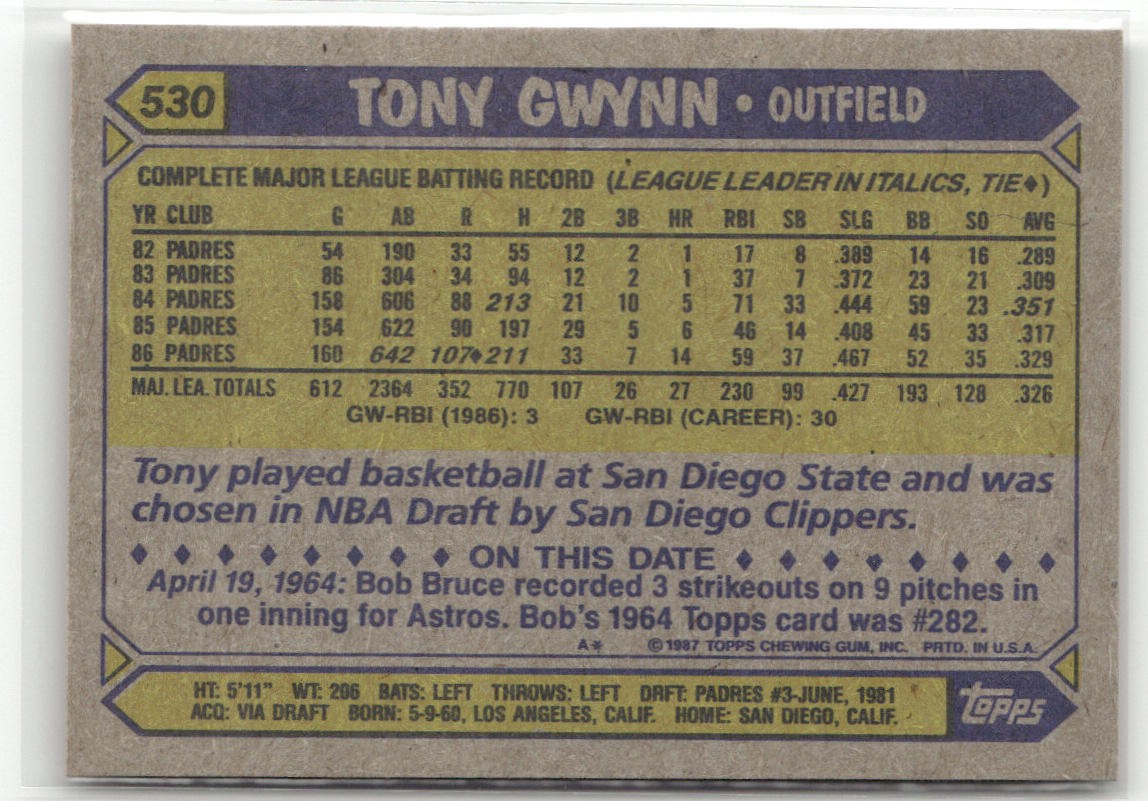 530 TONY GWYNN • OUTFIELD
COMPLETE MAJOR LEAGUE BATTING RECORD (LEAGUE LEADER IN ITALICS, TIE♦)
YR CLUB G AB R H 2B 3B HR RBI SB SLG BB SO AVG
82 PADRES 54 190 33 55 12 2 1 17 8 .389 14 16 .289
83 PADRES 86 304 34 94 12 2 1 37 7 .372 23 21 .309
84 PADRES 158 606 88 213 21 10 5 71 33 .444 59 23 .351
85 PADRES 154 622 90 197 29 5 6 46 14 .408 45 33 .317
86 PADRES 160 642 107♦ 211 33 7 14 59 37 .467 52 35 .329
MAJ. LEA. TOTALS 612 2364 352 770 107 26 27 230 99 .427 193 128 .326
GW-RBI (1986): 3 GW-RBI (CAREER): 30
Tony played basketball at San Diego State and was
chosen in NBA Draft by San Diego Clippers.
♦ ♦ ♦ ♦ ♦ ♦ ♦ ♦ ON THIS DATE ♦ ♦ ♦ ♦ ♦ ♦ ♦ ♦
April 19, 1964: Bob Bruce recorded 3 strikeouts on 9 pitches in
one inning for Astros. Bob's 1964 Topps card was #282.
A* © 1987 TOPPS CHEWING GUM, INC. PRTD. IN U.S.A.
HT: 5'11" WT: 206 BATS: LEFT THROWS: LEFT DRFT: PADRES #3-JUNE, 1981
ACQ: VIA DRAFT BORN: 5-9-60, LOS ANGELES, CALIF. HOME: SAN DIEGO, CALIF.
topps